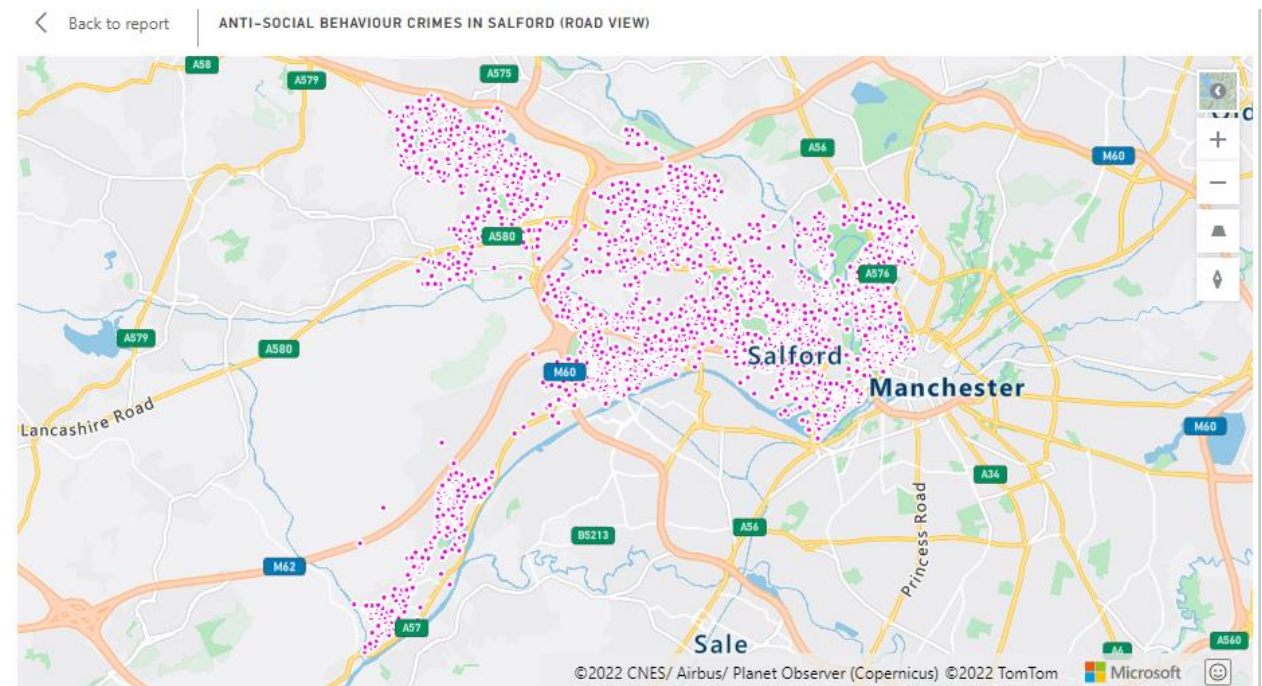 Back to report
ANTI-SOCIAL BEHAVIOUR CRIMES IN SALFORD (ROAD VIEW)
A58
A579
A575
A56
M60
A580
A576
A579
A580
Salford
M60
Manchester
Lancashire Road
M60
A34
A56
B5213
Princess Road
M62
A57
Sale
A6
A560
©2022 CNES/ Airbus/ Planet Observer (Copernicus) ©2022 TomTom
Microsoft